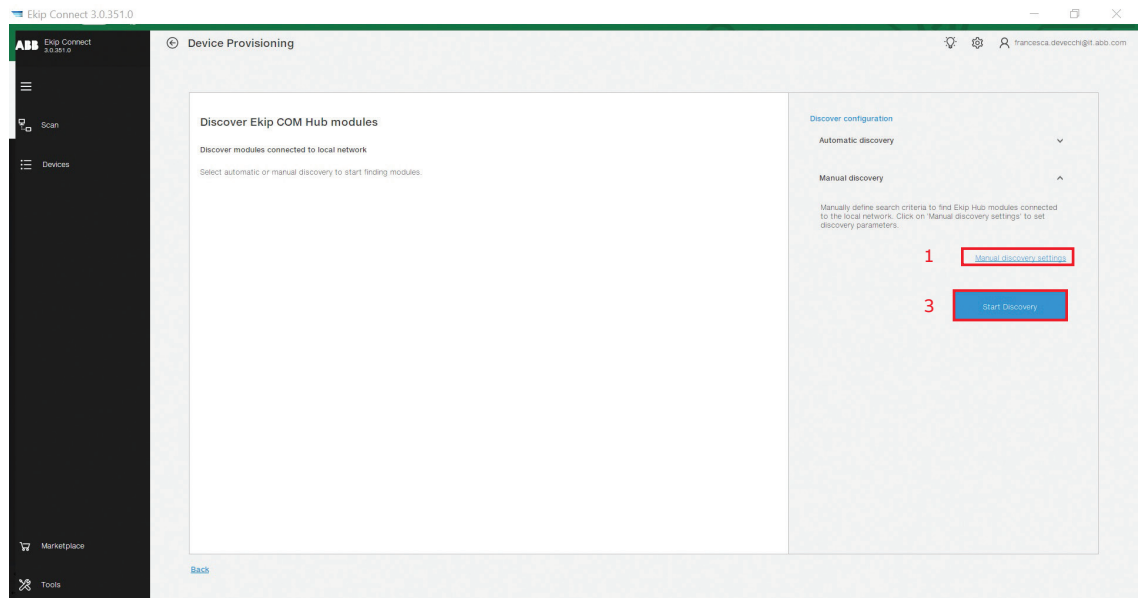 Ekip Connect 3.0.351.0
ABB Ekip Connect
3.0.351.0
Device Provisioning
francesca.devecchi@it.abb.com
Scan
Devices
Marketplace
Tools
Discover Ekip COM Hub modules
Discover modules connected to local network
Select automatic or manual discovery to start finding modules.
Discover configuration
Automatic discovery
Manual discovery
Manually define search criteria to find Ekip Hub modules connected
to the local network. Click on 'Manual discovery settings' to set
discovery parameters.
1 Manual discovery settings
3 Start Discovery
Back